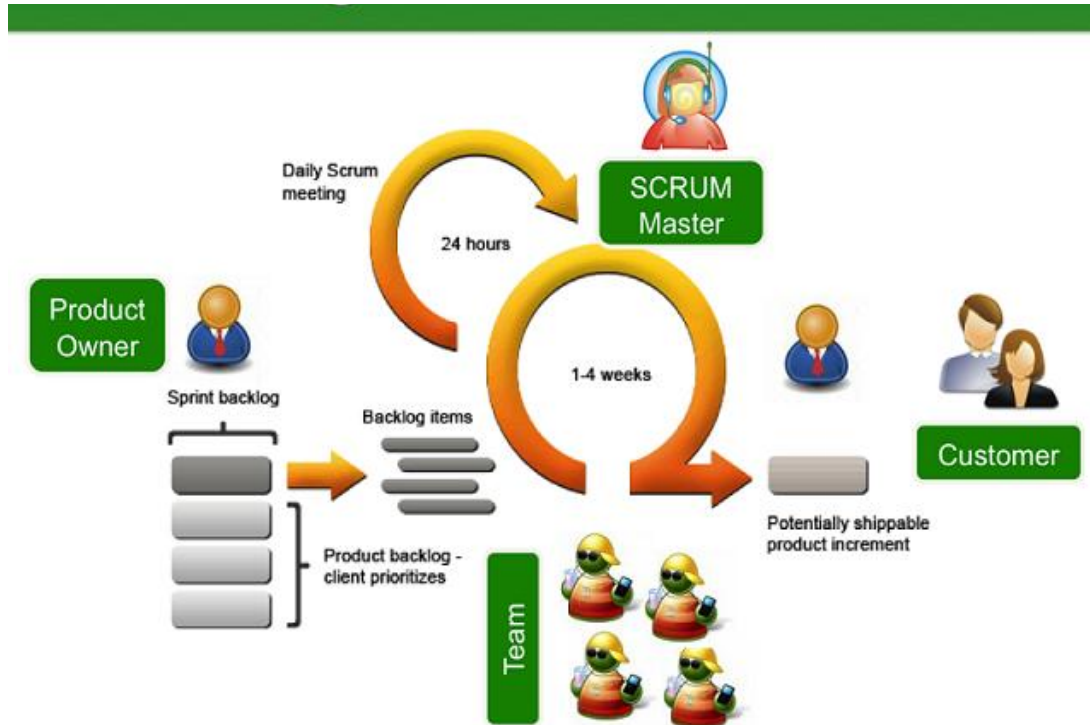 SCRUM
Master
Daily Scrum
meeting
24 hours
Product
Owner
1-4 weeks
Sprint backlog
Backlog items
Customer
Potentially shippable
product increment
Product backlog -
client prioritizes
Team